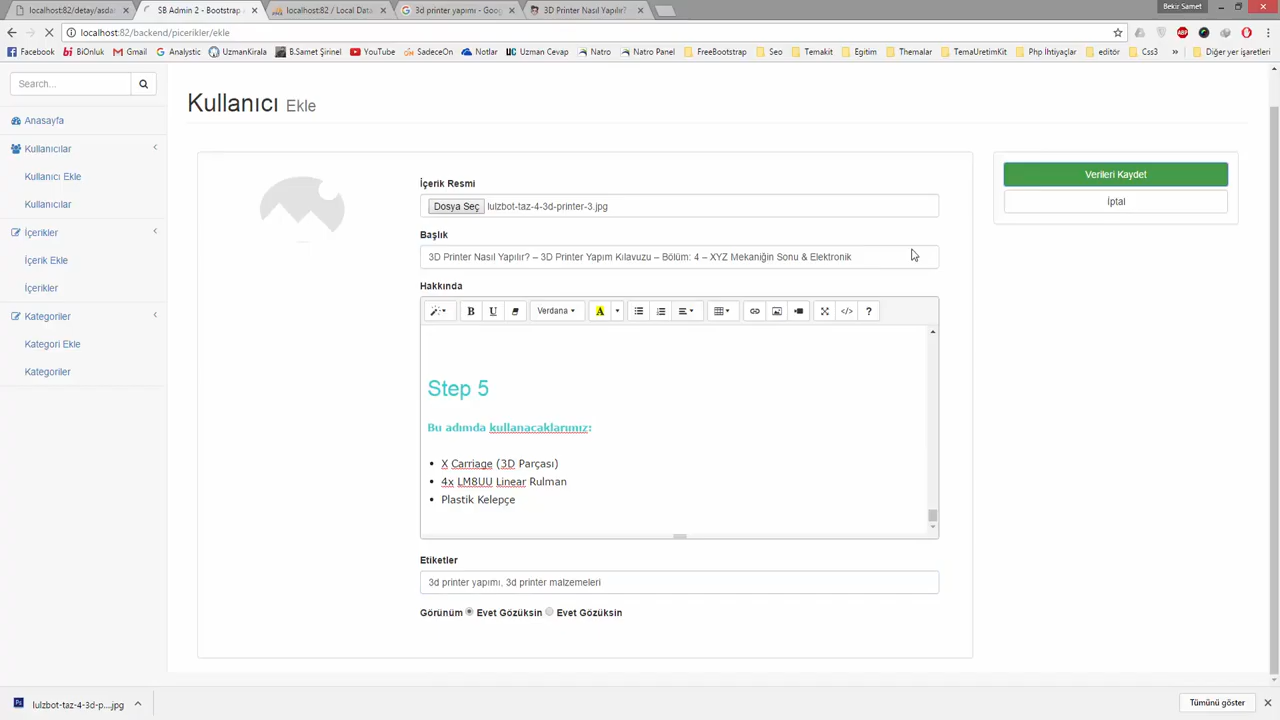 localhost:82/detay/asda
SB Admin 2 - Bootstrap
localhost:82 / Local Data
3d yazıcı yapımı - Goog
3D Printer Nasıl Yapılır?
Bekir Samet
localhost:82/backend/picerikler/ekle
Facebook
BiOnluk
Gmail
Analystic
UzmanKirala
B.Samet Şirinel
YouTube
SadeceOn
Notlar
Uzman Cevap
Natro
Natro Panel
FreeBootstrap
Seo
Temakit
Egitim
Themalar
TemaUretimKit
Php İhtiyaçlar
editör
Css3
»
Diğer yer işaretleri
Search...
Anasayfa
Kullanıcılar
Kullanıcı Ekle
Kullanıcılar
İçerikler
İçerik Ekle
İçerikler
Kategoriler
Kategori Ekle
Kategoriler
Kullanıcı Ekle
İçerik Resmi
Dosya Seç lulzbot-taz-4-3d-printer-3.jpg
Başlık
3D Printer Nasıl Yapılır? – 3D Printer Yapım Kılavuzu – Bölüm: 4 – XYZ Mekaniğin Sonu & Elektronik
Hakkında
B U Verdana A </> ?
Step 5
Bu adımda kullanacaklarımız:
• X Carriage (3D Parçası)
• 4x LM8UU Linear Rulman
• Plastik Kelepçe
Etiketler
3d printer yapımı, 3d printer malzemeleri
Görünüm Evet Gözüksin Evet Gözüksin
Verileri Kaydet
İptal
lulzbot-taz-4-3d-p....jpg
Tümünü göster